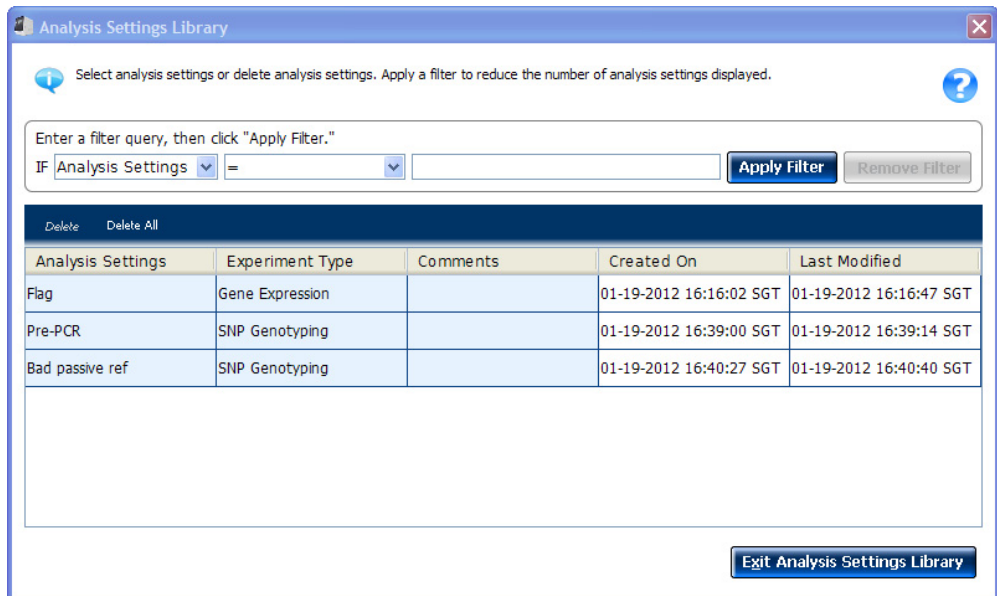 Analysis Settings Library
Select analysis settings or delete analysis settings. Apply a filter to reduce the number of analysis settings displayed.
Enter a filter query, then click "Apply Filter."
IF Analysis Settings = Apply Filter Remove Filter
Delete Delete All
Analysis Settings Experiment Type Comments Created On Last Modified
Flag Gene Expression 01-19-2012 16:16:02 SGT 01-19-2012 16:16:47 SGT
Pre-PCR SNP Genotyping 01-19-2012 16:39:00 SGT 01-19-2012 16:39:14 SGT
Bad passive ref SNP Genotyping 01-19-2012 16:40:27 SGT 01-19-2012 16:40:40 SGT
Exit Analysis Settings Library